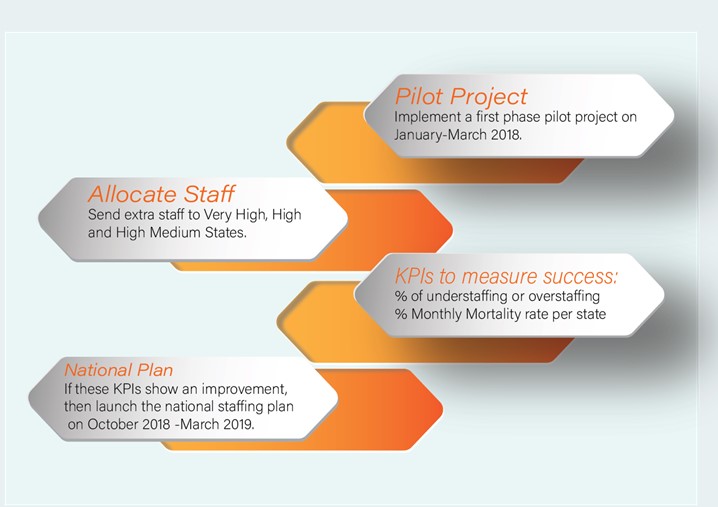 Pilot Project
Implement a first phase pilot project on
January-March 2018.
Allocate Staff
Send extra staff to Very High, High
and High Medium States.
KPIs to measure success:
% of understaffing or overstaffing
% Monthly Mortality rate per state
National Plan
If these KPIs show an improvement,
then launch the national staffing plan
on October 2018 -March 2019.